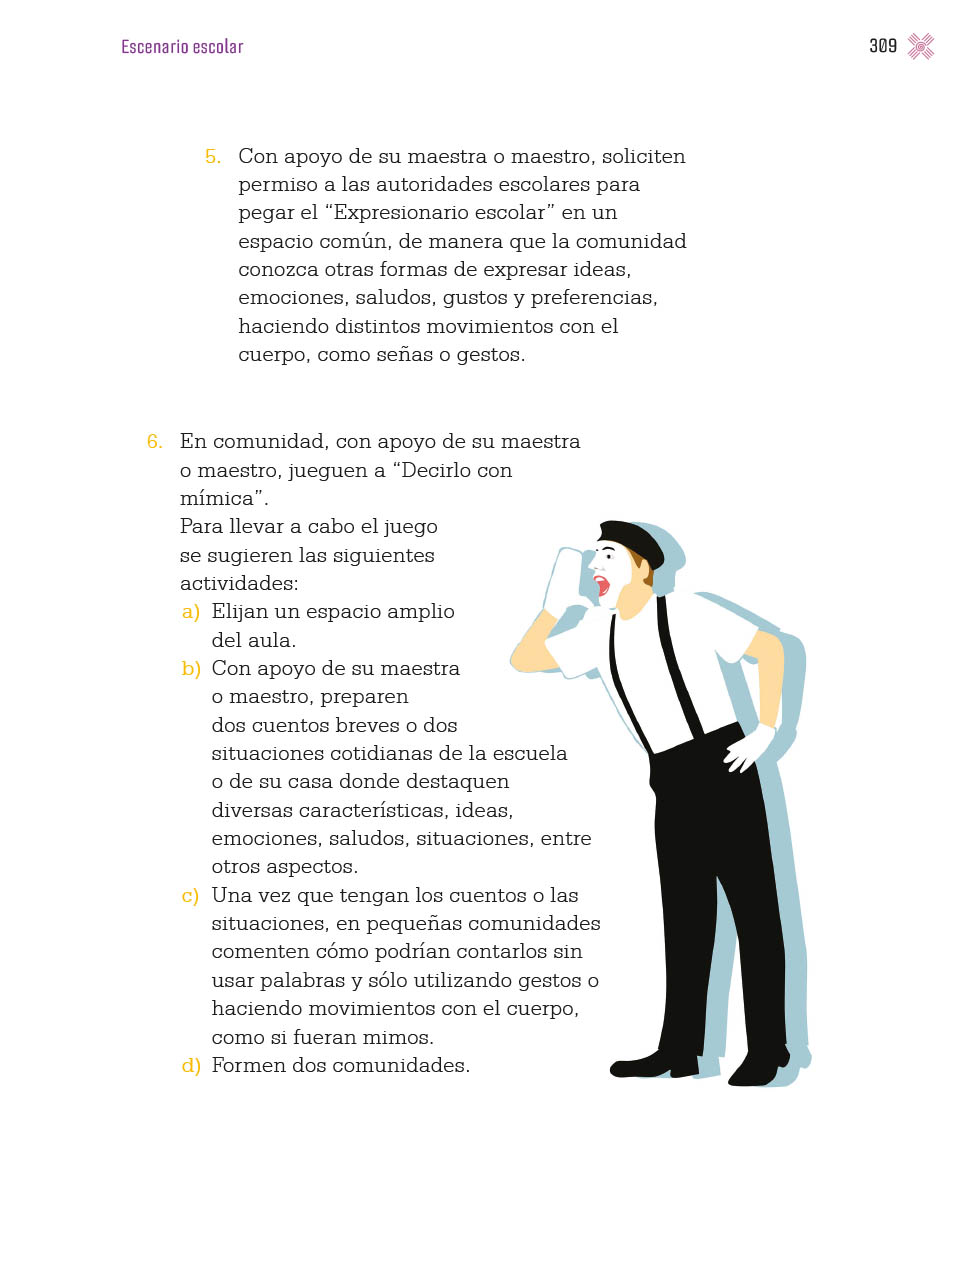 Escenario escolar
309
5. Con apoyo de su maestra o maestro, soliciten
permiso a las autoridades escolares para
pegar el “Expresionario escolar” en un
espacio común, de manera que la comunidad
conozca otras formas de expresar ideas,
emociones, saludos, gustos y preferencias,
haciendo distintos movimientos con el
cuerpo, como señas o gestos.
6. En comunidad, con apoyo de su maestra
o maestro, jueguen a “Decirlo con
mímica”.
Para llevar a cabo el juego
se sugieren las siguientes
actividades:
a) Elijan un espacio amplio
del aula.
b) Con apoyo de su maestra
o maestro, preparen
dos cuentos breves o dos
situaciones cotidianas de la escuela
o de su casa donde destaquen
diversas características, ideas,
emociones, saludos, situaciones, entre
otros aspectos.
c) Una vez que tengan los cuentos o las
situaciones, en pequeñas comunidades
comenten cómo podrían contarlos sin
usar palabras y sólo utilizando gestos o
haciendo movimientos con el cuerpo,
como si fueran mimos.
d) Formen dos comunidades.